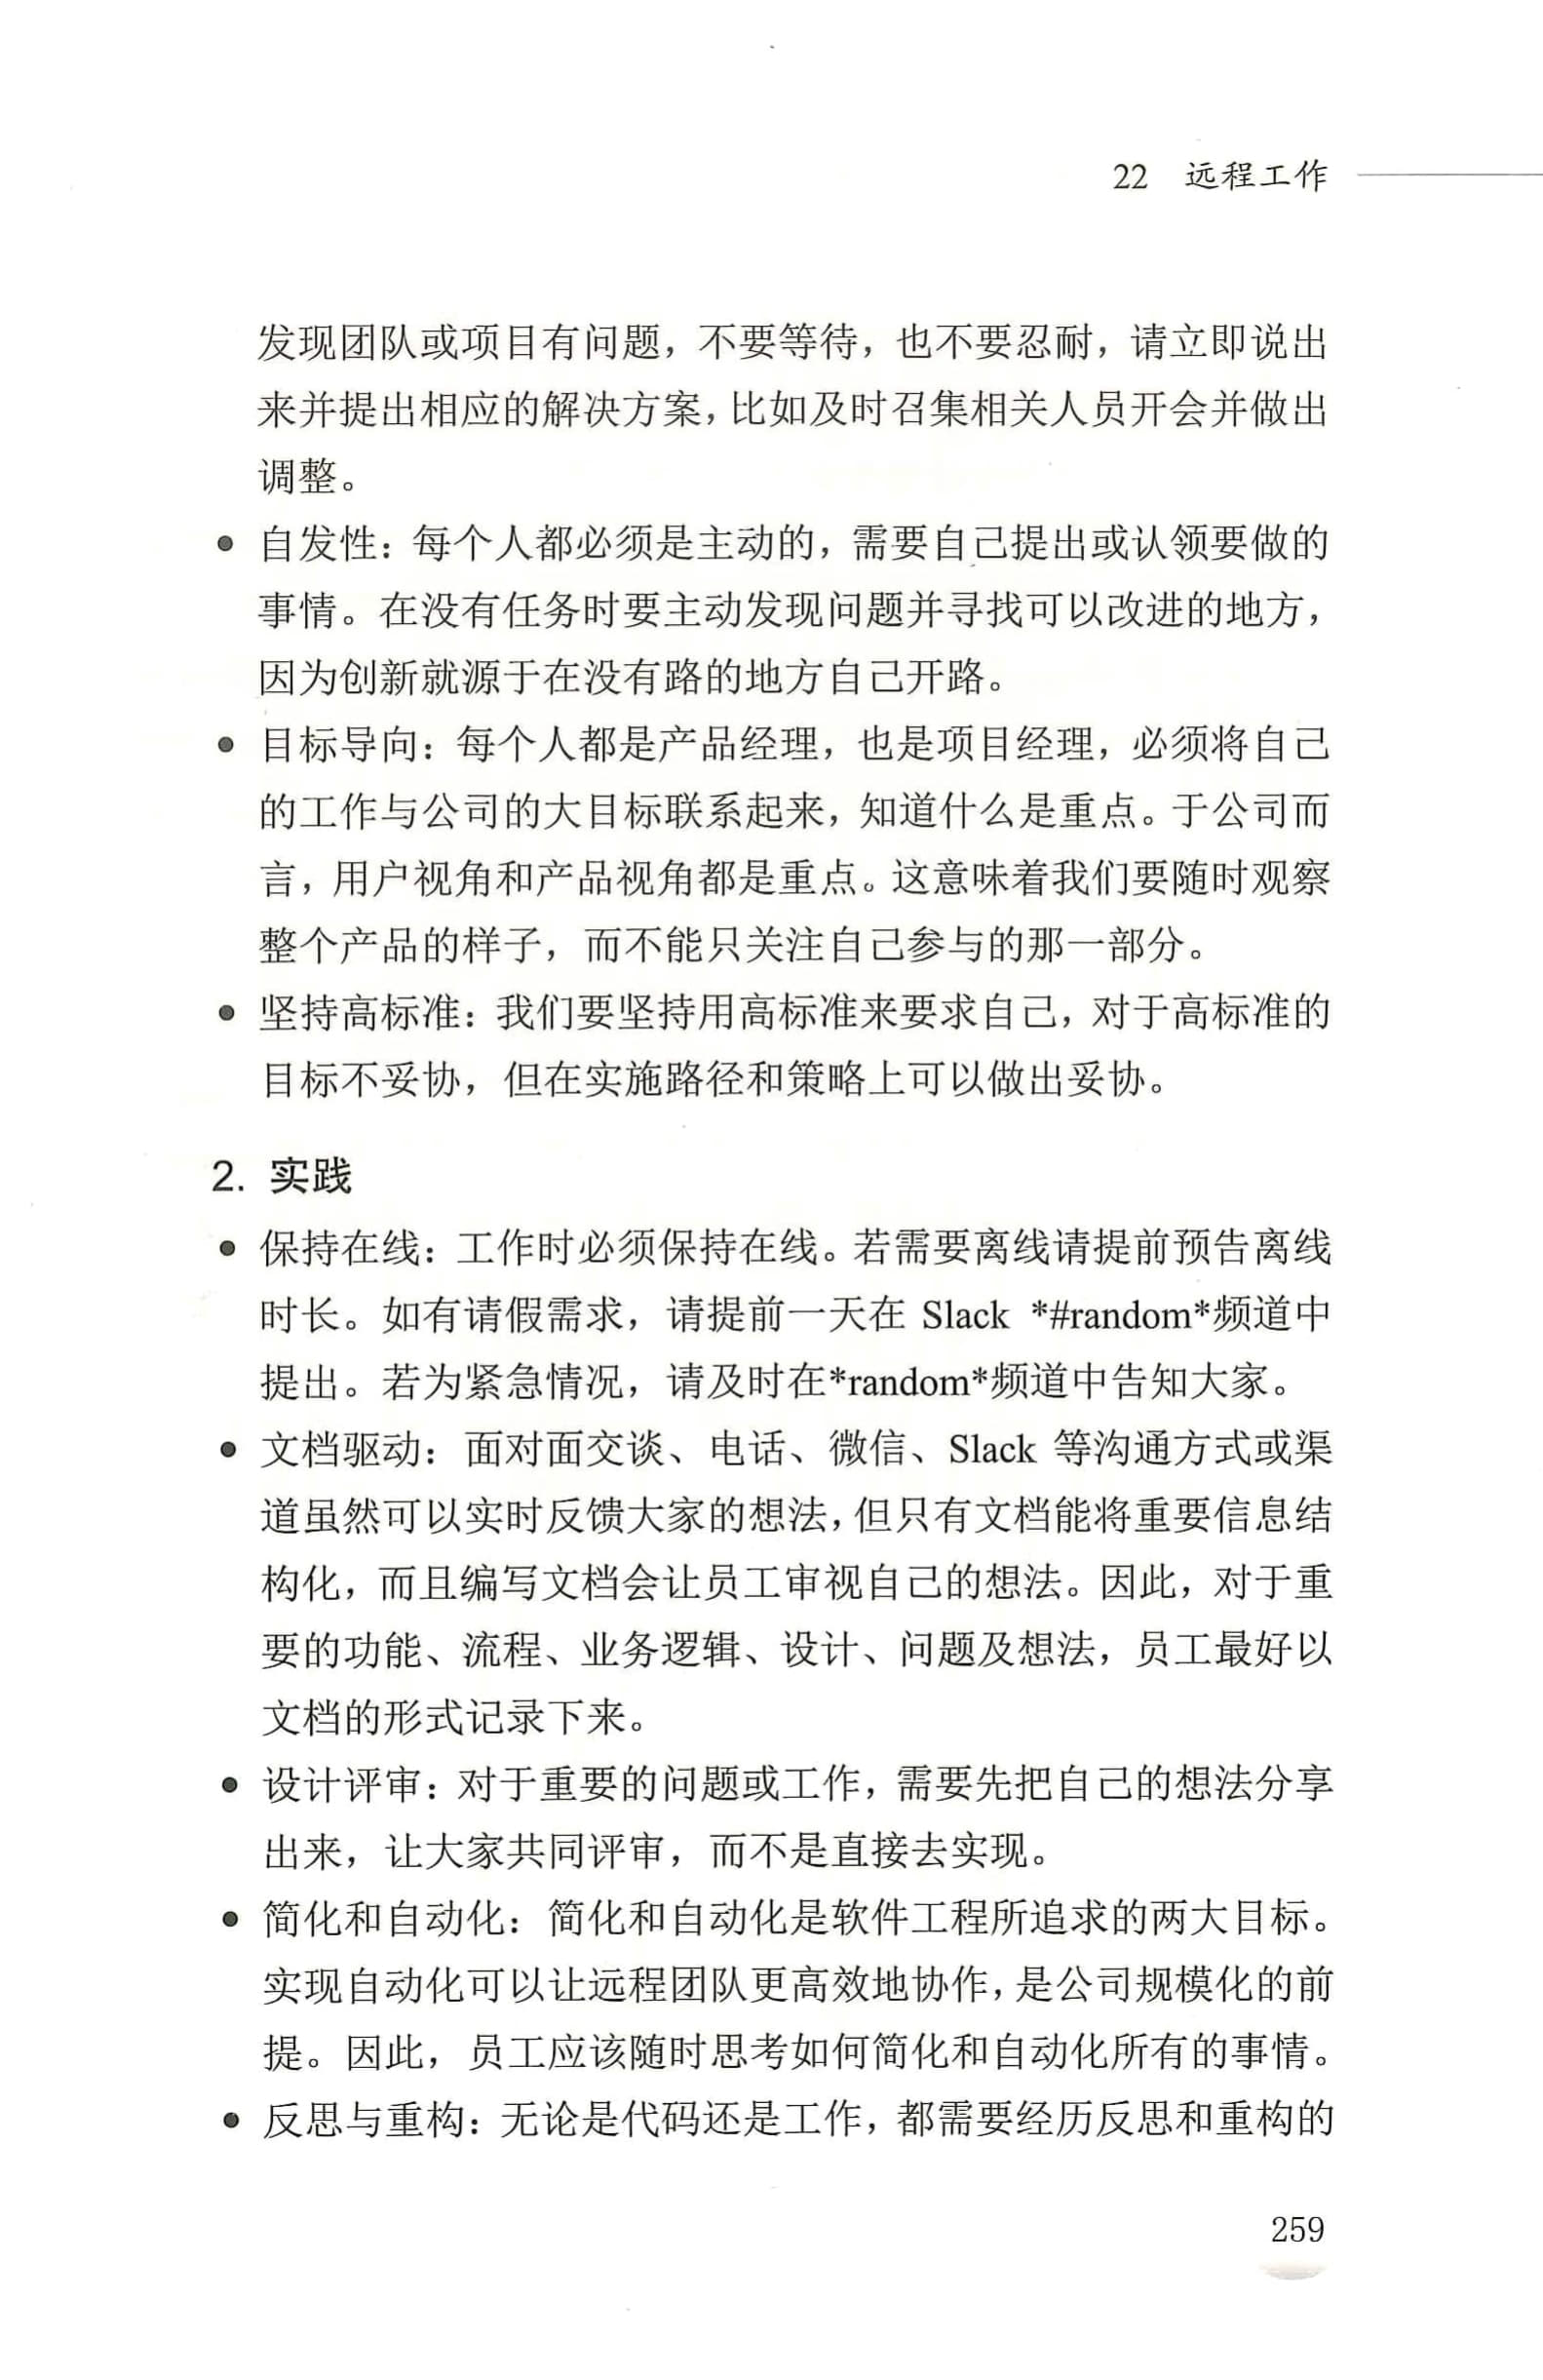 22 远程工作
发现团队或项目有问题，不要等待，也不要忍耐，请立即说出
来并提出相应的解决方案，比如及时召集相关人员开会并做出
调整。
● 自发性：每个人都必须是主动的，需要自己提出或认领要做的
事情。在没有任务时要主动发现问题并寻找可以改进的地方，
因为创新就源于在没有路的地方自己开路。
● 目标导向：每个人都是产品经理，也是项目经理，必须将自己
的工作与公司的大目标联系起来，知道什么是重点。于公司而
言，用户视角和产品视角都是重点。这意味着我们要随时观察
整个产品的样子，而不能只关注自己参与的那一部分。
● 坚持高标准：我们要坚持用高标准来要求自己，对于高标准的
目标不妥协，但在实施路径和策略上可以做出妥协。
2. 实践
● 保持在线：工作时必须保持在线。若需要离线请提前预告离线
时长。如有请假需求，请提前一天在 Slack *#random*频道中
提出。若为紧急情况，请及时在*random*频道中告知大家。
● 文档驱动：面对面交谈、电话、微信、Slack 等沟通方式或渠
道虽然可以实时反馈大家的想法，但只有文档能将重要信息结
构化，而且编写文档会让员工审视自己的想法。因此，对于重
要的功能、流程、业务逻辑、设计、问题及想法，员工最好以
文档的形式记录下来。
● 设计评审：对于重要的问题或工作，需要先把自己的想法分享
出来，让大家共同评审，而不是直接去实现。
● 简化和自动化：简化和自动化是软件工程所追求的两大目标。
实现自动化可以让远程团队更高效地协作，是公司规模化的前
提。因此，员工应该随时思考如何简化和自动化所有的事情。
● 反思与重构：无论是代码还是工作，都需要经历反思和重构的
259